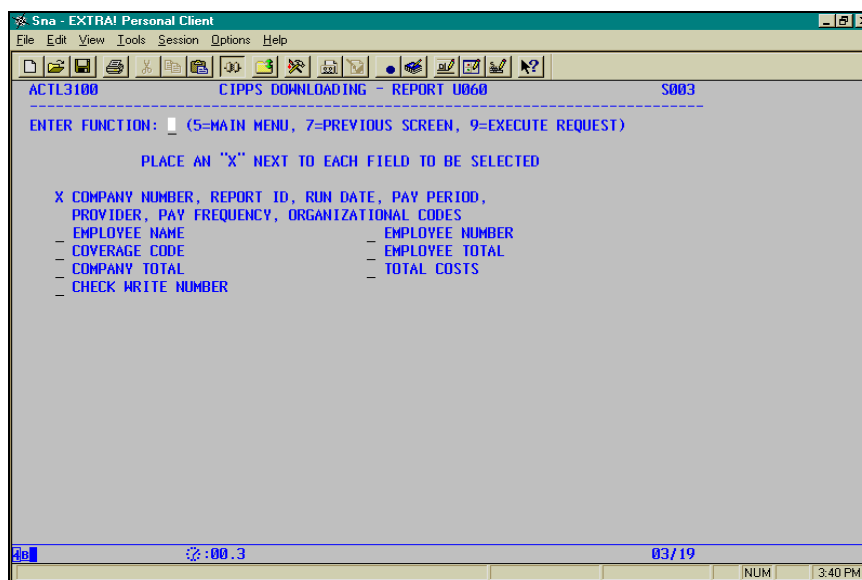 Sna - EXTRA! Personal Client
File Edit View Tools Session Options Help
ACTL3100 CIPPS DOWNLOADING - REPORT U060 S003
--------------------------------------------------------------------------------
ENTER FUNCTION: _ (5=MAIN MENU, 7=PREVIOUS SCREEN, 9=EXECUTE REQUEST)
PLACE AN "X" NEXT TO EACH FIELD TO BE SELECTED
X COMPANY NUMBER, REPORT ID, RUN DATE, PAY PERIOD,
PROVIDER, PAY FREQUENCY, ORGANIZATIONAL CODES
_ EMPLOYEE NAME _ EMPLOYEE NUMBER
_ COVERAGE CODE _ EMPLOYEE TOTAL
_ COMPANY TOTAL _ TOTAL COSTS
_ CHECK WRITE NUMBER
4B :00.3 03/19
NUM 3:40 PM